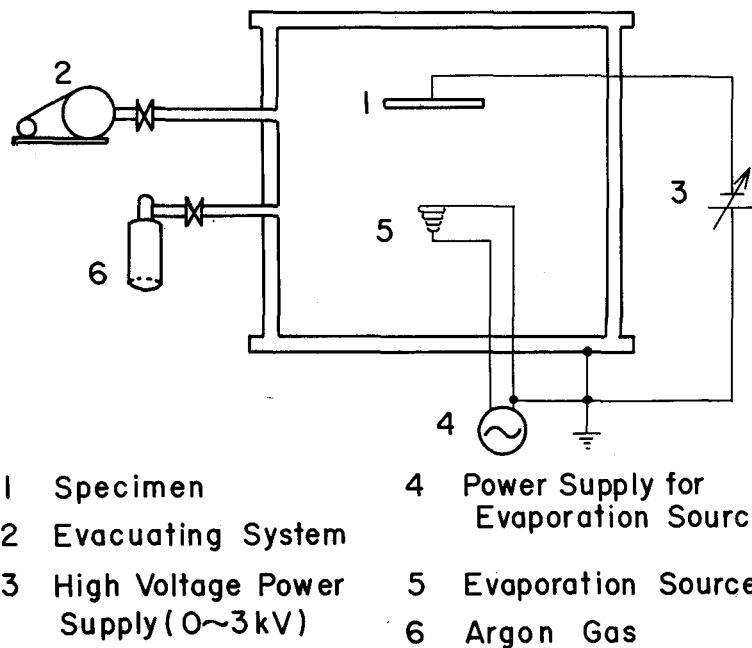 2
1
3
5
6
4
1 Specimen
2 Evacuating System
3 High Voltage Power
Supply (0~3kV)
4 Power Supply for
Evaporation Sourc
5 Evaporation Source
6 Argon Gas